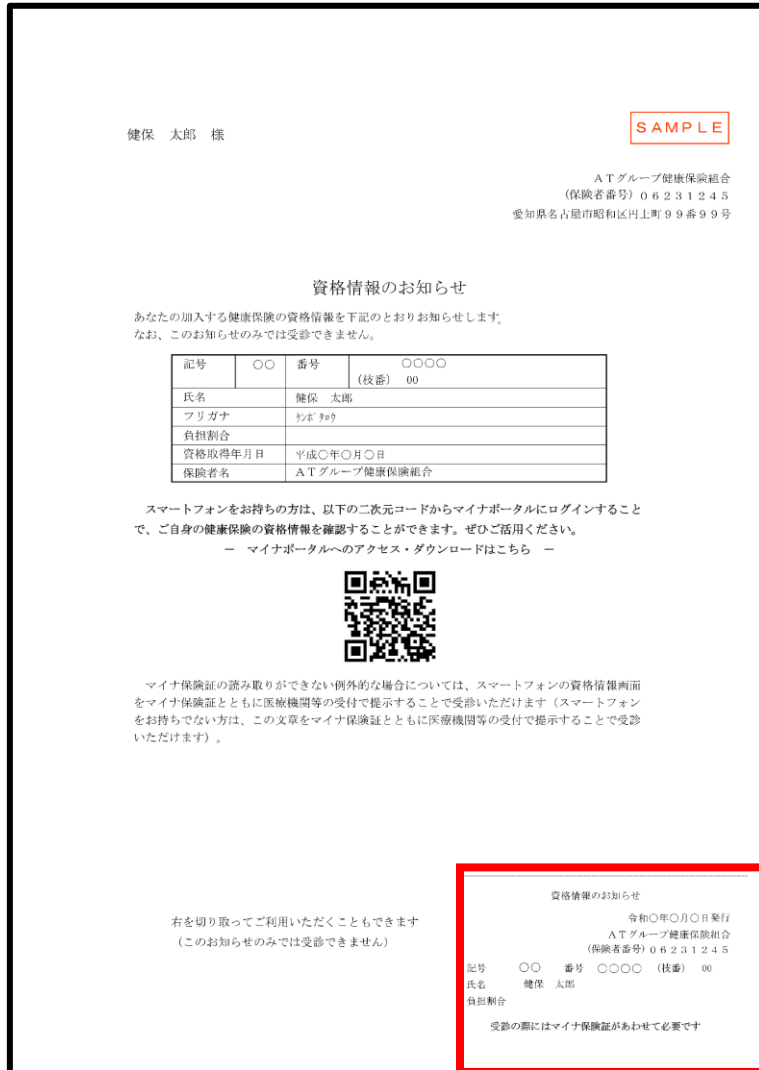 健保　太郎　様
SAMPLE
ＡＴグループ健康保険組合
(保険者番号) ０６２３１２４５
愛知県名古屋市昭和区円上町９９番９９号
資格情報のお知らせ
あなたの加入する健康保険の資格情報を下記のとおりお知らせします。
なお、このお知らせのみでは受診できません。
記号　○○　番号　○○○○
(枝番)　00
氏名　健保　太郎
フリガナ　ｹﾝﾎﾟﾀﾛｳ
負担割合
資格取得年月日　平成○年○月○日
保険者名　ＡＴグループ健康保険組合
スマートフォンをお持ちの方は、以下の二次元コードからマイナポータルにログインすること
で、ご自身の健康保険の資格情報を確認することができます。ぜひご活用ください。
－　マイナポータルへのアクセス・ダウンロードはこちら　－
マイナ保険証の読み取りができない例外的な場合については、スマートフォンの資格情報画面
をマイナ保険証とともに医療機関等の受付で提示することで受診いただけます（スマートフォン
をお持ちでない方は、この文章をマイナ保険証とともに医療機関等の受付で提示することで受診
いただけます）。
右を切り取ってご利用いただくこともできます
（このお知らせのみでは受診できません）
資格情報のお知らせ
令和○年○月○日発行
ＡＴグループ健康保険組合
(保険者番号) ０６２３１２４５
記号　○○　番号　○○○○　(枝番)　00
氏名　健保　太郎
負担割合
受診の際にはマイナ保険証があわせて必要です